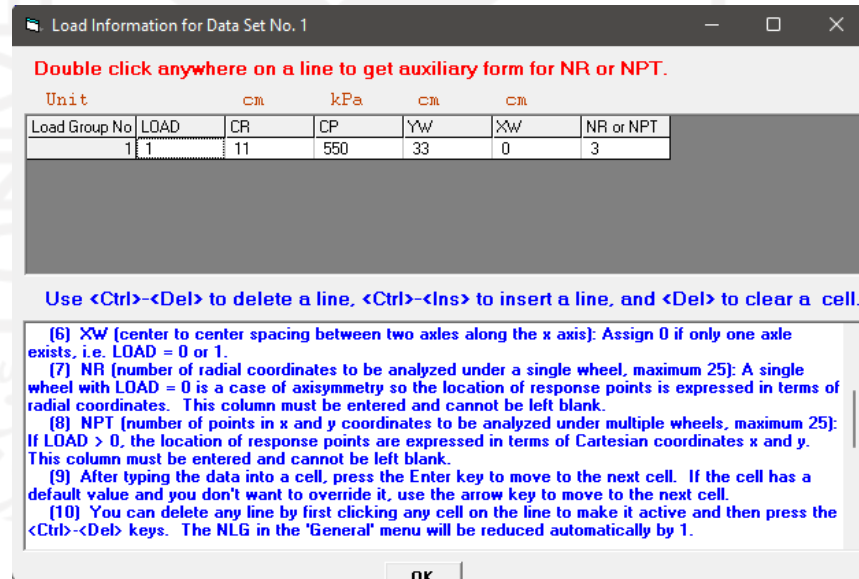 Load Information for Data Set No. 1
Double click anywhere on a line to get auxiliary form for NR or NPT.
Unit cm kPa cm cm
Load Group No LOAD CR CP YW XW NR or NPT
1 1 11 550 33 0 3
Use <Ctrl>-<Del> to delete a line, <Ctrl>-<Ins> to insert a line, and <Del> to clear a cell.
(6) XW (center to center spacing between two axles along the x axis): Assign 0 if only one axle
exists, i.e. LOAD = 0 or 1.
(7) NR (number of radial coordinates to be analyzed under a single wheel, maximum 25): A single
wheel with LOAD = 0 is a case of axisymmetry so the location of response points is expressed in terms of
radial coordinates. This column must be entered and cannot be left blank.
(8) NPT (number of points in x and y coordinates to be analyzed under multiple wheels, maximum 25):
If LOAD > 0, the location of response points are expressed in terms of Cartesian coordinates x and y.
This column must be entered and cannot be left blank.
(9) After typing the data into a cell, press the Enter key to move to the next cell. If the cell has a
default value and you don't want to override it, use the arrow key to move to the next cell.
(10) You can delete any line by first clicking any cell on the line to make it active and then press the
<Ctrl>-<Del> keys. The NLG in the 'General' menu will be reduced automatically by 1.
OK